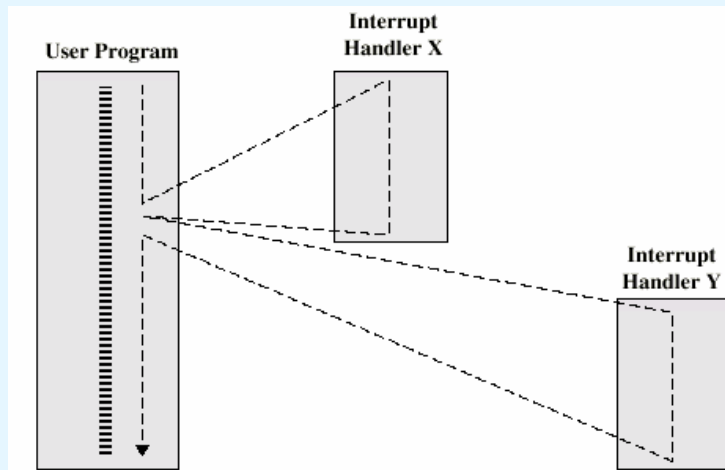 User Program
Interrupt
Handler X
Interrupt
Handler Y